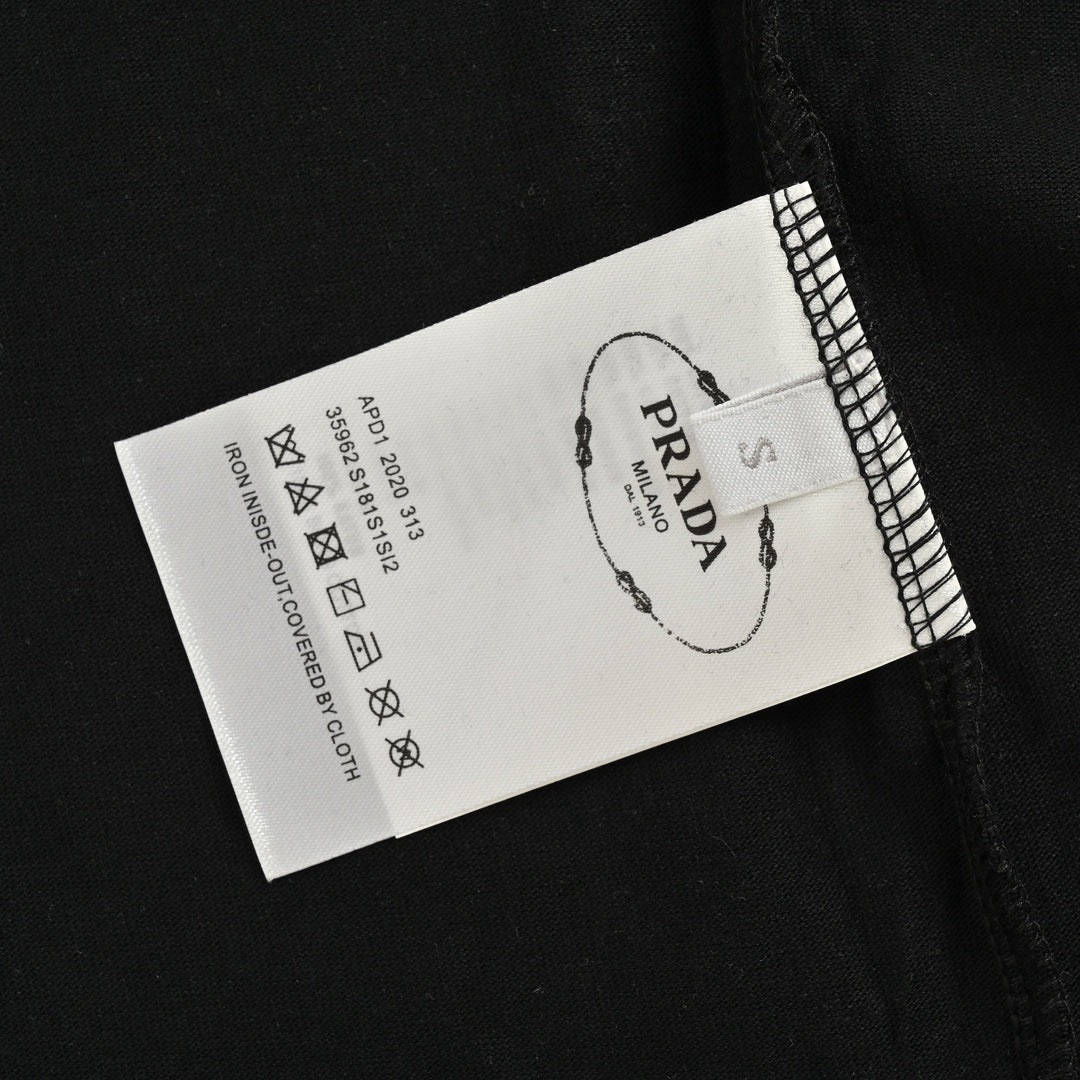 PRADA
MILANO
DAL 1913
S
APD1 2020 313
35962 S181S1SI2
IRON INISDE-OUT,COVERED BY CLOTH